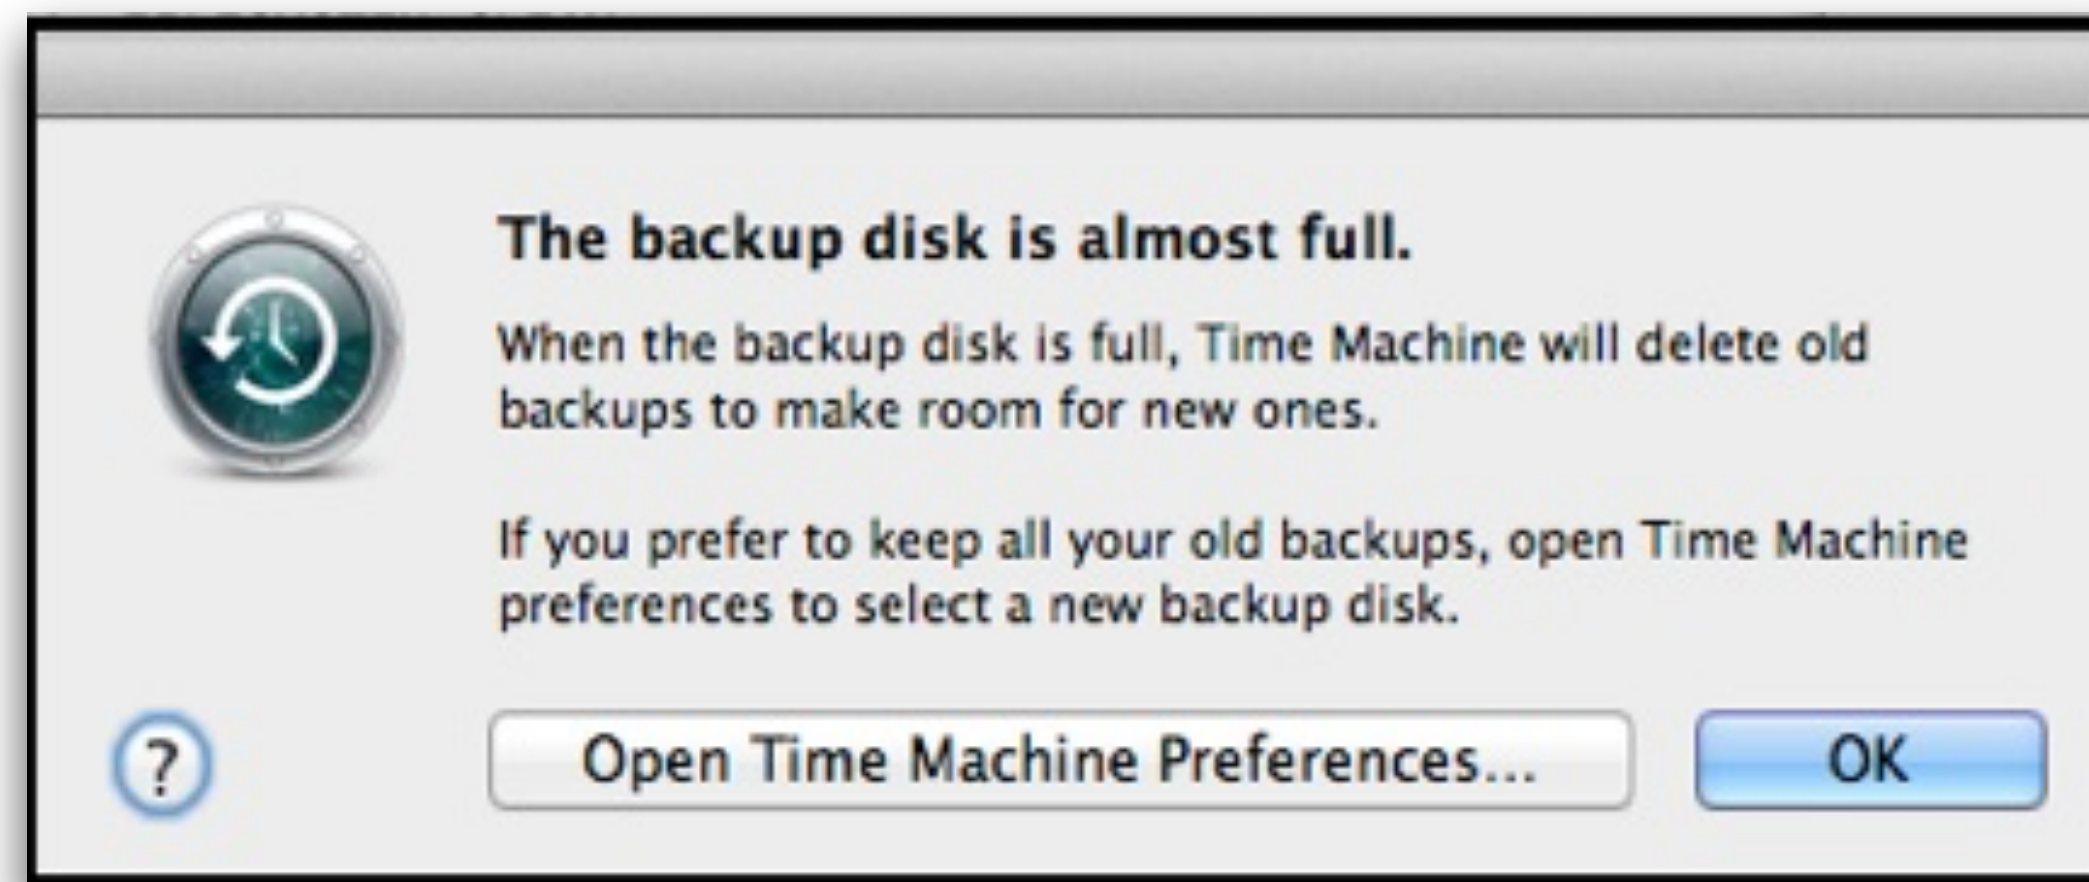 The backup disk is almost full.
When the backup disk is full, Time Machine will delete old
backups to make room for new ones.
If you prefer to keep all your old backups, open Time Machine
preferences to select a new backup disk.
?
Open Time Machine Preferences...
OK